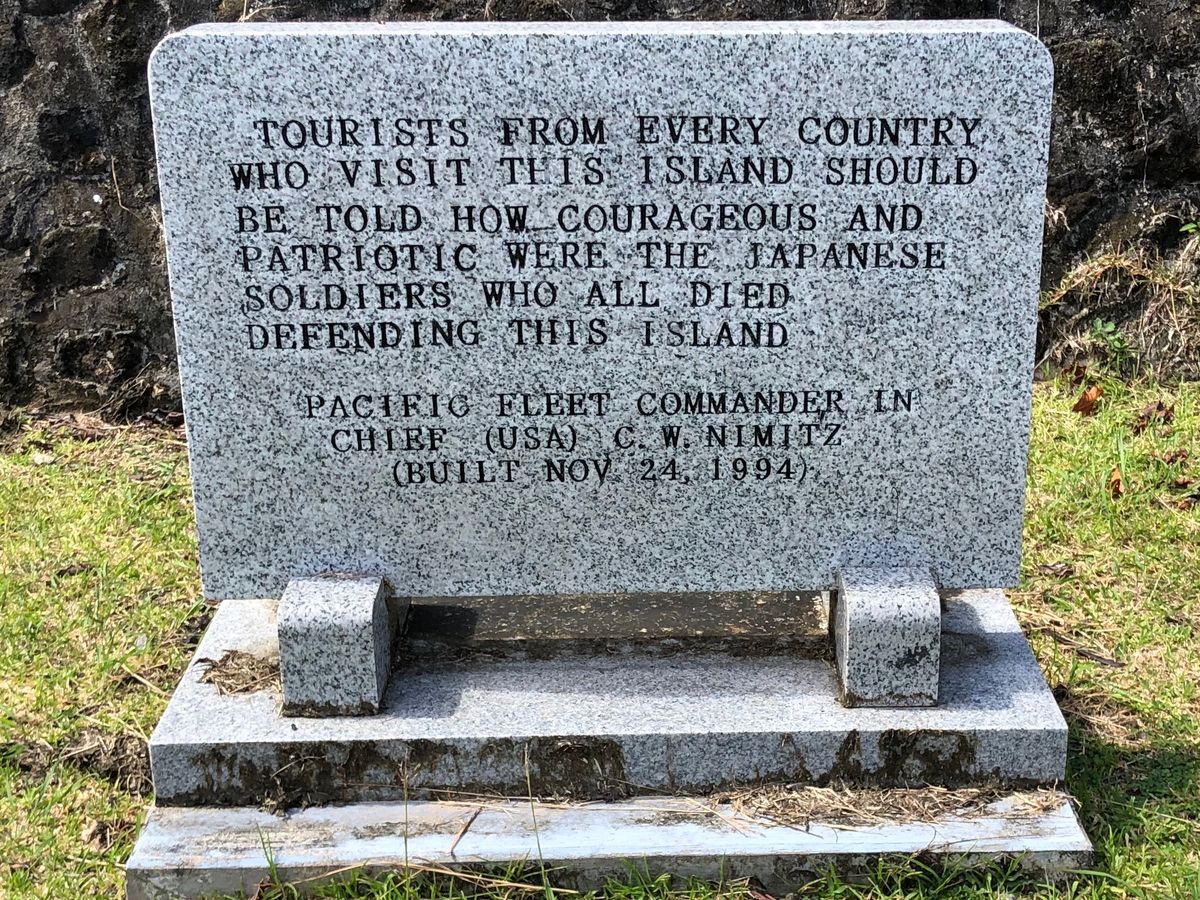 TOURISTS FROM EVERY COUNTRY
WHO VISIT THIS ISLAND SHOULD
BE TOLD HOW COURAGEOUS AND
PATRIOTIC WERE THE JAPANESE
SOLDIERS WHO ALL DIED
DEFENDING THIS ISLAND
PACIFIC FLEET COMMANDER IN
CHIEF (USA) C. W. NIMITZ
(BUILT NOV 24, 1994)